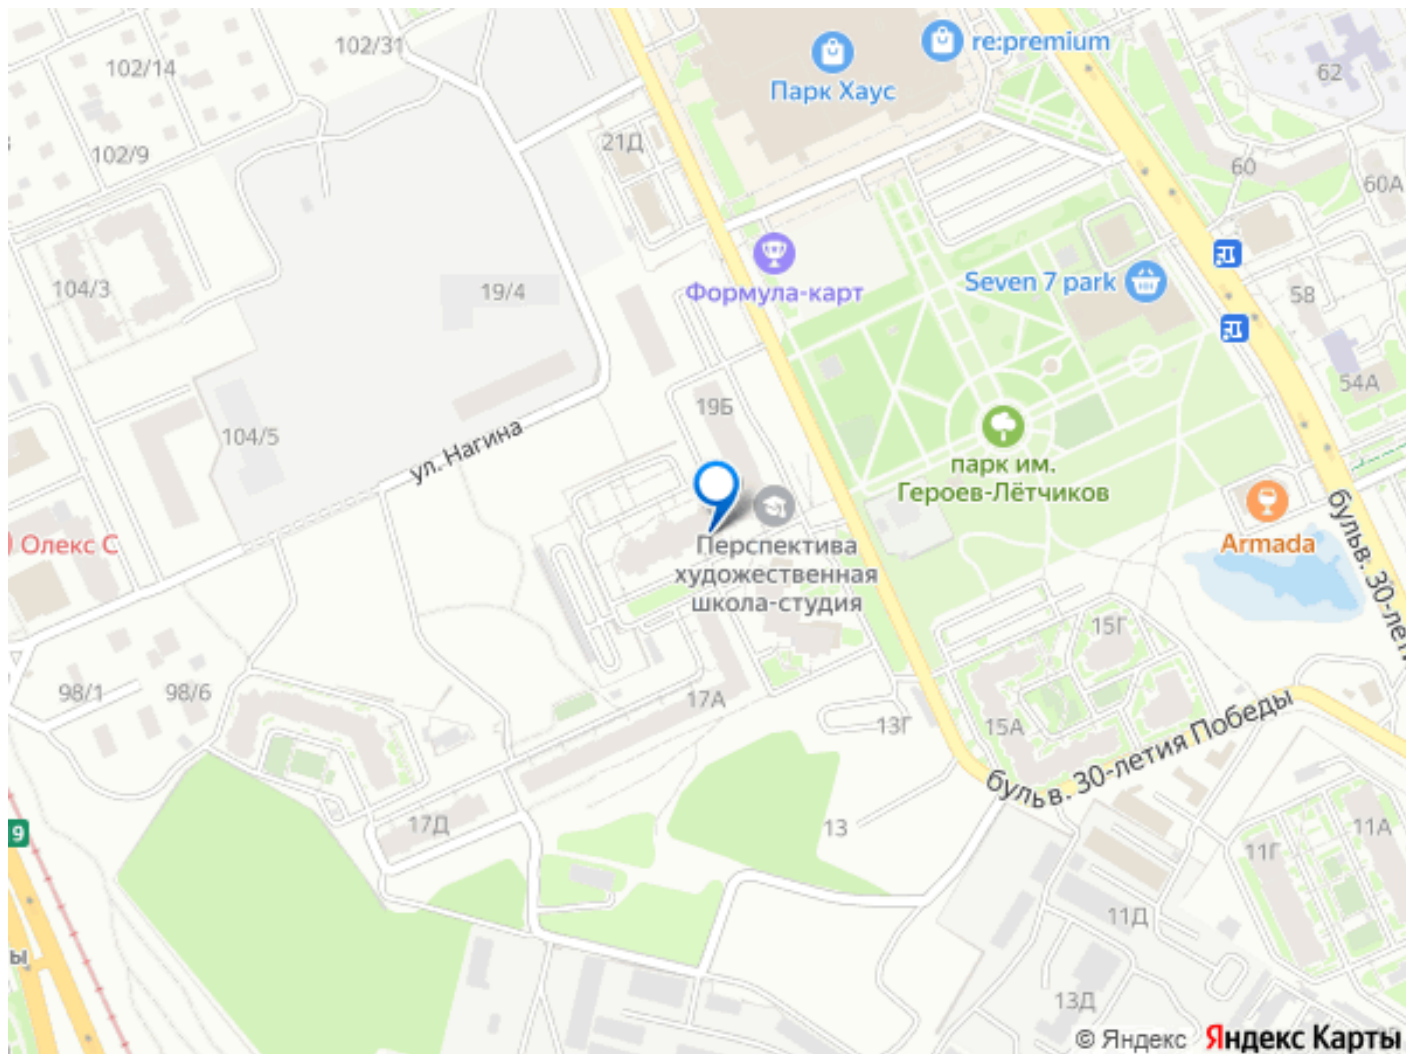 102/31
102/14
re:premium
Парк Хаус
62
102/9
21Д
60
60А
Формула-карт
Seven 7 park
104/3
19/4
58
54А
19Б
104/5
ул. Нагина
парк им.
Героев-Лётчиков
Олекс С
Перспектива
художественная
школа-студия
Armada
бульв. 30-лети
15Г
98/1
98/6
17А
13Г
15А
бульв. 30-летия Победы
17Д
13
11А
11Г
9
11Д
ы
13Д
© Яндекс Яндекс Карты